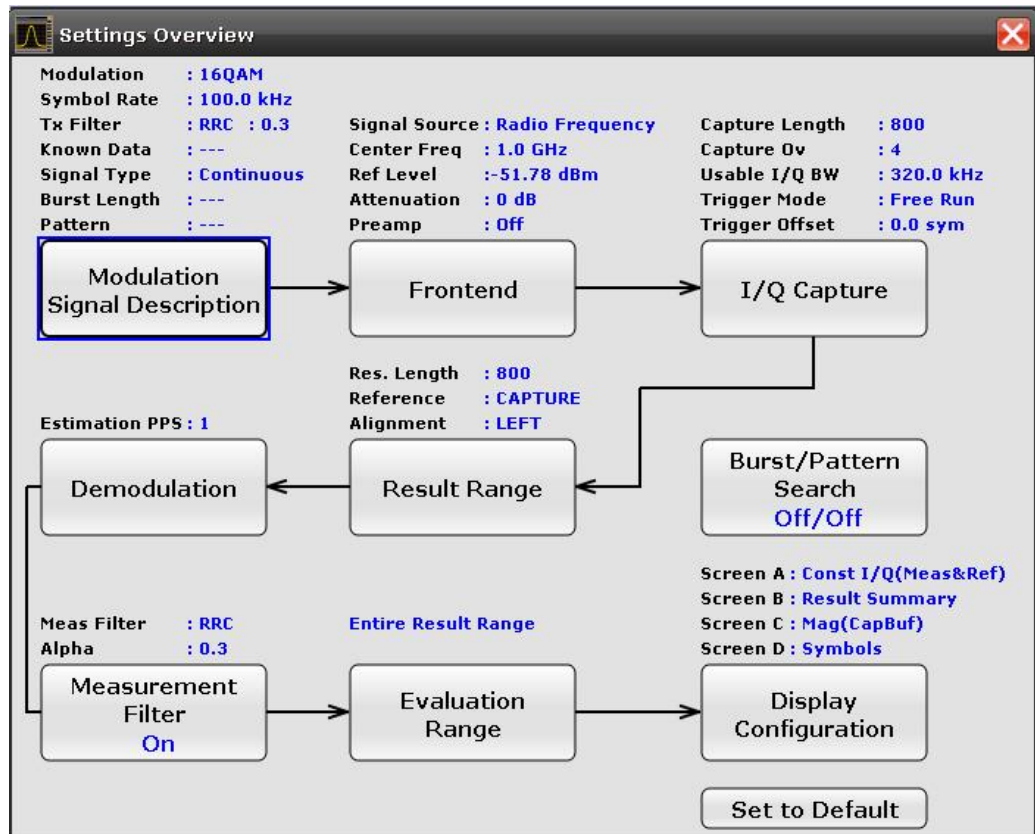 Settings Overview
Modulation : 16QAM
Symbol Rate : 100.0 kHz
Tx Filter : RRC : 0.3
Known Data : ---
Signal Type : Continuous
Burst Length : ---
Pattern : ---
Signal Source : Radio Frequency
Center Freq : 1.0 GHz
Ref Level :-51.78 dBm
Attenuation : 0 dB
Preamp : Off
Capture Length : 800
Capture Ov : 4
Usable I/Q BW : 320.0 kHz
Trigger Mode : Free Run
Trigger Offset : 0.0 sym
Modulation
Signal Description
Frontend
I/Q Capture
Estimation PPS : 1
Res. Length : 800
Reference : CAPTURE
Alignment : LEFT
Demodulation
Result Range
Burst/Pattern
Search
Off/Off
Meas Filter : RRC
Alpha : 0.3
Entire Result Range
Screen A : Const I/Q(Meas&Ref)
Screen B : Result Summary
Screen C : Mag(CapBuf)
Screen D : Symbols
Measurement
Filter
On
Evaluation
Range
Display
Configuration
Set to Default